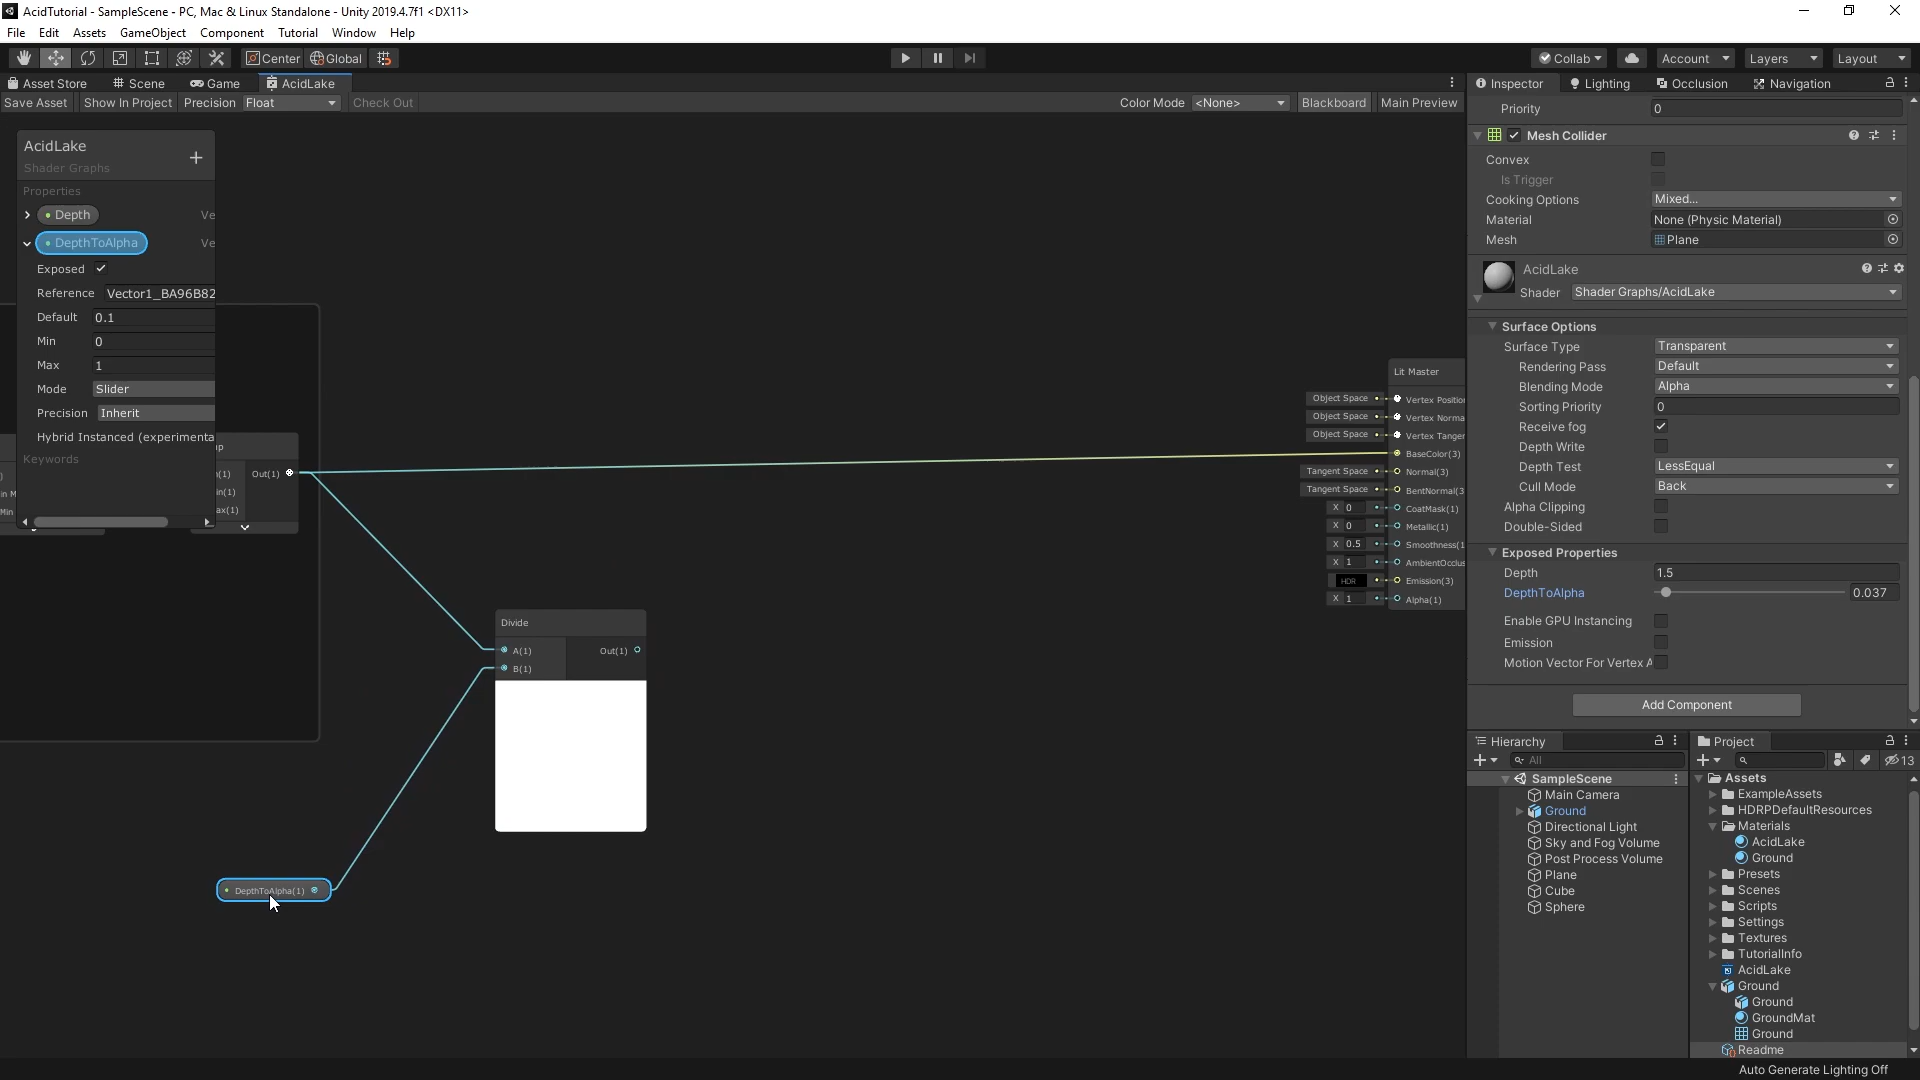 AcidTutorial - SampleScene - PC, Mac & Linux Standalone - Unity 2019.4.7f1 <DX11>
File Edit Assets GameObject Component Tutorial Window Help
Center Global Collab Account Layers Layout
Asset Store Scene Game AcidLake
Save Asset Show In Project Precision Float Check Out Color Mode <None> Blackboard Main Preview
AcidLake
Shader Graphs
Properties
Depth Ve
DepthToAlpha Ve
Exposed
Reference Vector1_BA96B82
Default 0.1
Min 0
Max 1
Mode Slider
Precision Inherit
Hybrid Instanced (experimenta
Keywords
Out(1)
in(1)
ax(1)
in M
Min
Divide
A(1) Out(1)
B(1)
DepthToAlpha(1)
Lit Master
Object Space Vertex Position
Object Space Vertex Norma
Object Space Vertex Tanger
BaseColor(3)
Tangent Space Normal(3)
Tangent Space BentNormal(3
X 0 CoatMask(1)
X 0 Metallic(1)
X 0.5 Smoothness(1
X 1 AmbientOcclus
HDR Emission(3)
X 1 Alpha(1)
Inspector Lighting Occlusion Navigation
Priority 0
Mesh Collider
Convex
Is Trigger
Cooking Options Mixed...
Material None (Physic Material)
Mesh Plane
AcidLake
Shader Shader Graphs/AcidLake
Surface Options
Surface Type Transparent
Rendering Pass Default
Blending Mode Alpha
Sorting Priority 0
Receive fog
Depth Write
Depth Test LessEqual
Cull Mode Back
Alpha Clipping
Double-Sided
Exposed Properties
Depth 1.5
DepthToAlpha 0.037
Enable GPU Instancing
Emission
Motion Vector For Vertex A
Add Component
Hierarchy
All
SampleScene
Main Camera
Ground
Directional Light
Sky and Fog Volume
Post Process Volume
Plane
Cube
Sphere
Project
13
Assets
ExampleAssets
HDRPDefaultResources
Materials
AcidLake
Ground
Presets
Scenes
Scripts
Settings
Textures
TutorialInfo
AcidLake
Ground
Ground
GroundMat
Ground
Readme
Auto Generate Lighting Off